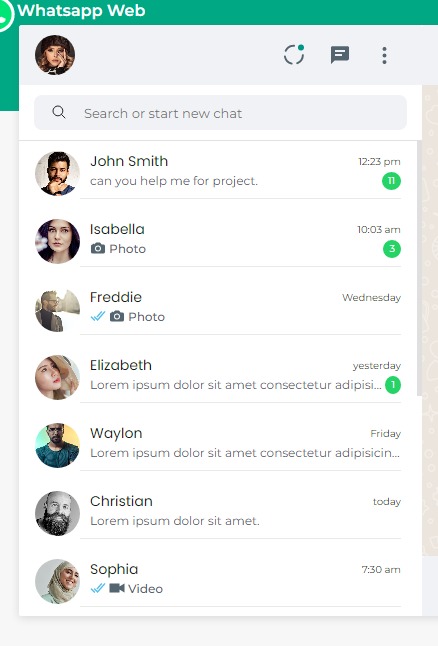 Whatsapp Web
Search or start new chat
John Smith 12:23 pm
can you help me for project. 11
Isabella 10:03 am
Photo 3
Freddie Wednesday
Photo
Elizabeth yesterday
Lorem ipsum dolor sit amet consectetur adipisi... 1
Waylon Friday
Lorem ipsum dolor sit amet consectetur adipisicin...
Christian today
Lorem ipsum dolor sit amet.
Sophia 7:30 am
Video